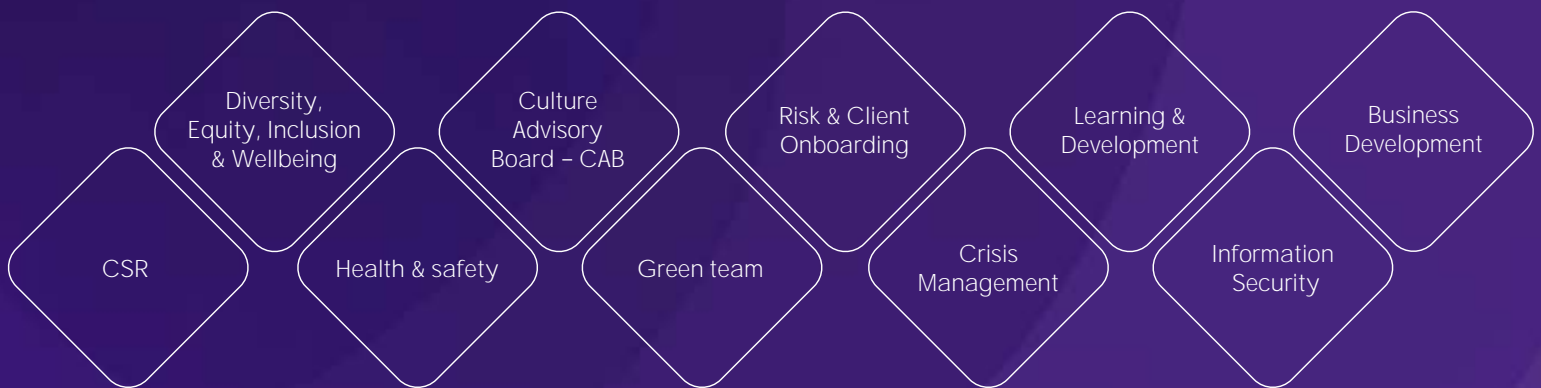 Diversity,
Equity, Inclusion
& Wellbeing
Culture
Advisory
Board – CAB
Risk & Client
Onboarding
Learning &
Development
Business
Development
CSR
Health & safety
Green team
Crisis
Management
Information
Security